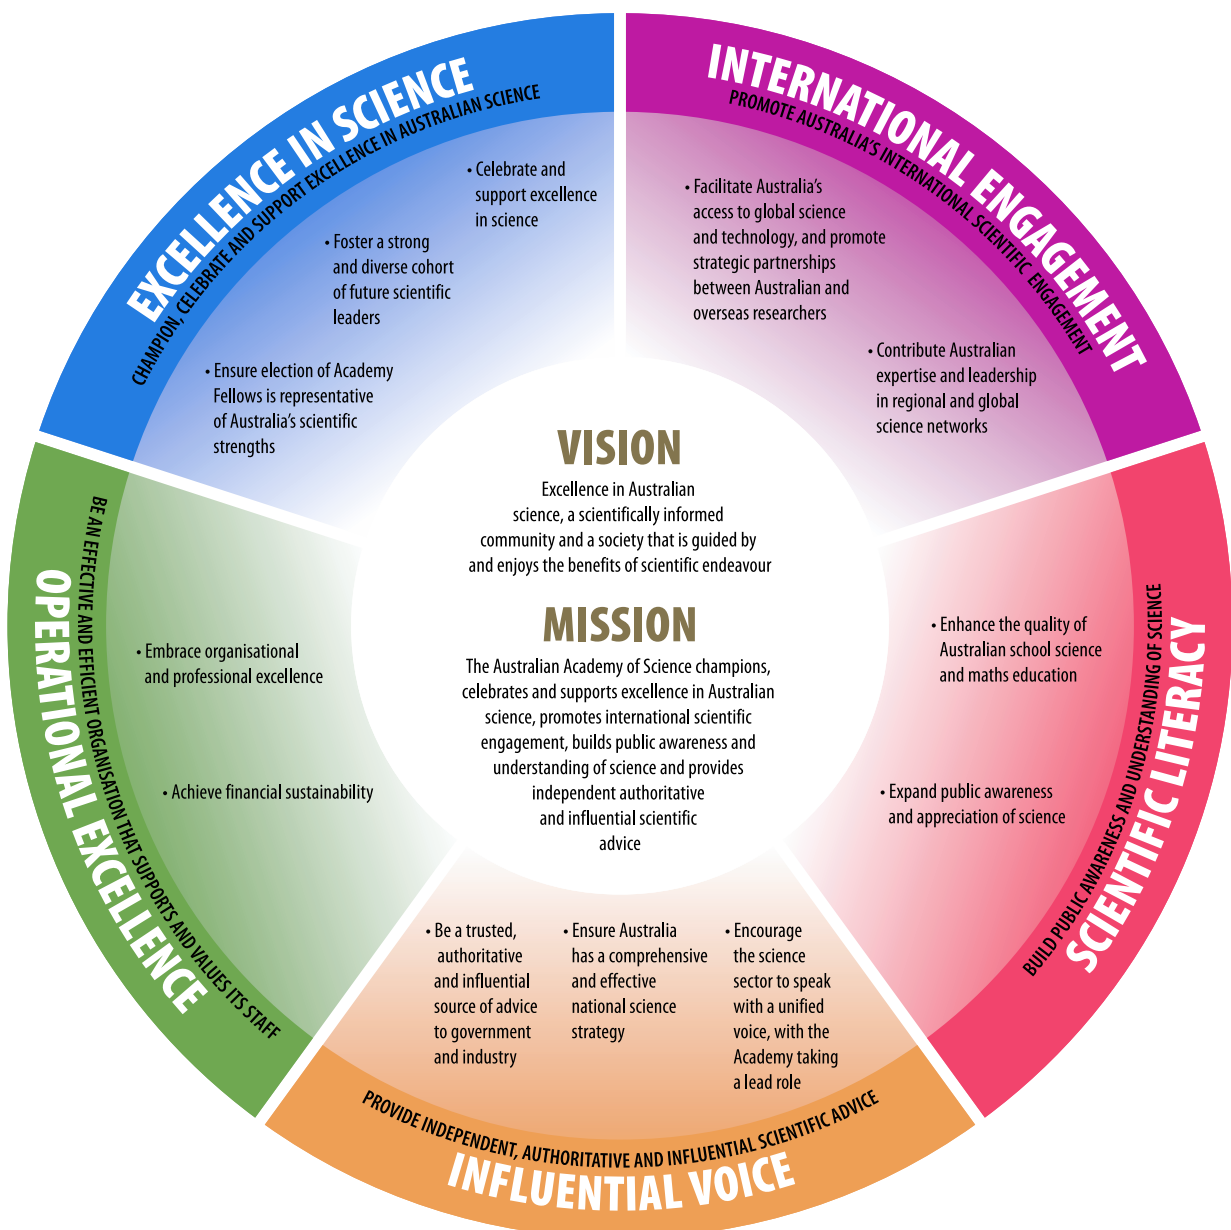 EXCELLENCE IN SCIENCE
CHAMPION, CELEBRATE AND SUPPORT EXCELLENCE IN AUSTRALIAN SCIENCE
• Celebrate and
support excellence
in science
• Foster a strong
and diverse cohort
of future scientific
leaders
• Ensure election of Academy
Fellows is representative
of Australia's scientific
strengths
INTERNATIONAL ENGAGEMENT
PROMOTE AUSTRALIA'S INTERNATIONAL SCIENTIFIC ENGAGEMENT
• Facilitate Australia's
access to global science
and technology, and promote
strategic partnerships
between Australian and
overseas researchers
• Contribute Australian
expertise and leadership
in regional and global
science networks
VISION
Excellence in Australian
science, a scientifically informed
community and a society that is guided by
and enjoys the benefits of scientific endeavour
MISSION
The Australian Academy of Science champions,
celebrates and supports excellence in Australian
science, promotes international scientific
engagement, builds public awareness and
understanding of science and provides
independent authoritative
and influential scientific
advice
SCIENTIFIC LITERACY
BUILD PUBLIC AWARENESS AND UNDERSTANDING OF SCIENCE
• Enhance the quality of
Australian school science
and maths education
• Expand public awareness
and appreciation of science
• Be a trusted,
authoritative
and influential
source of advice
to government
and industry
• Ensure Australia
has a comprehensive
and effective
national science
strategy
• Encourage
the science
sector to speak
with a unified
voice, with the
Academy taking
a lead role
PROVIDE INDEPENDENT, AUTHORITATIVE AND INFLUENTIAL SCIENTIFIC ADVICE
INFLUENTIAL VOICE
OPERATIONAL EXCELLENCE
BE AN EFFECTIVE AND EFFICIENT ORGANISATION THAT SUPPORTS AND VALUES ITS STAFF
• Embrace organisational
and professional excellence
• Achieve financial sustainability